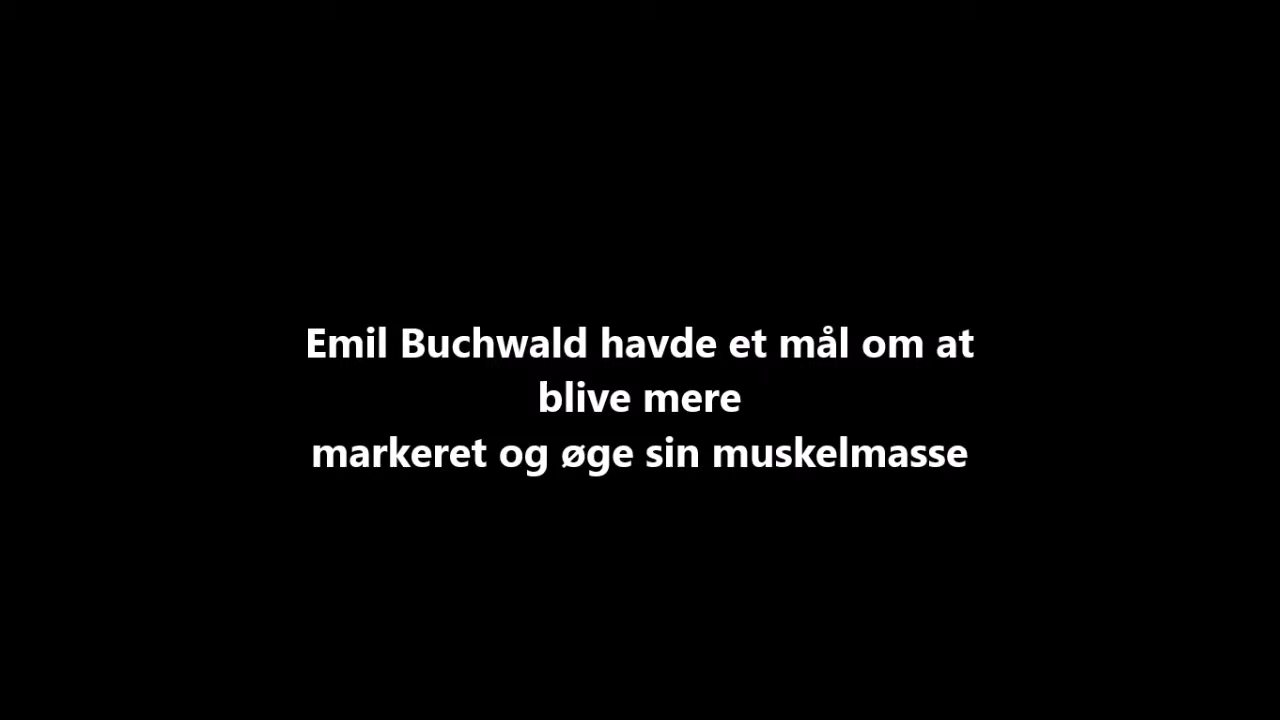 Emil Buchwald havde et mål om at
blive mere
markeret og øge sin muskelmasse